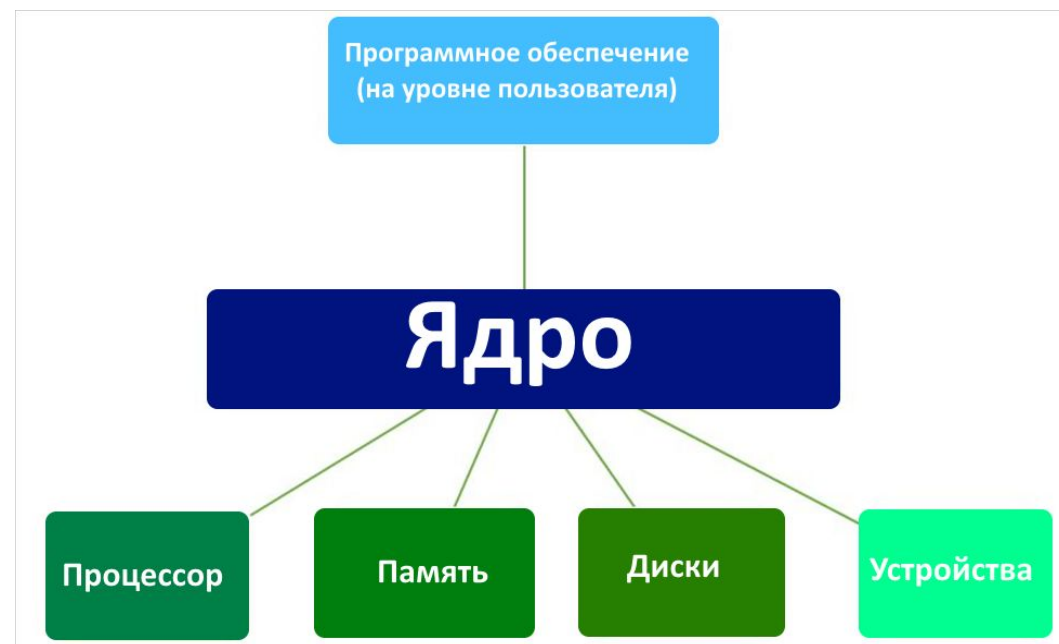 Программное обеспечение
(на уровне пользователя)
Ядро
Процессор
Память
Диски
Устройства